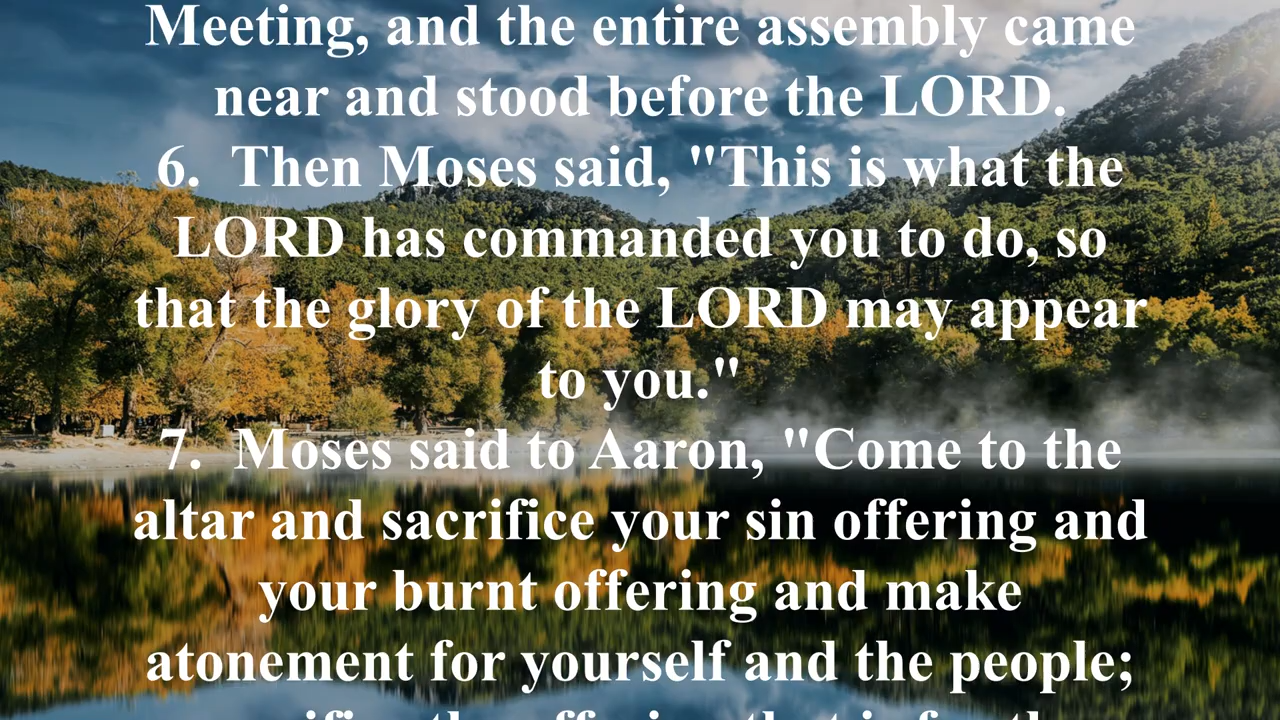 Meeting, and the entire assembly came
near and stood before the LORD.
6.  Then Moses said, "This is what the
LORD has commanded you to do, so
that the glory of the LORD may appear
to you."
7.  Moses said to Aaron, "Come to the
altar and sacrifice your sin offering and
your burnt offering and make
atonement for yourself and the people;